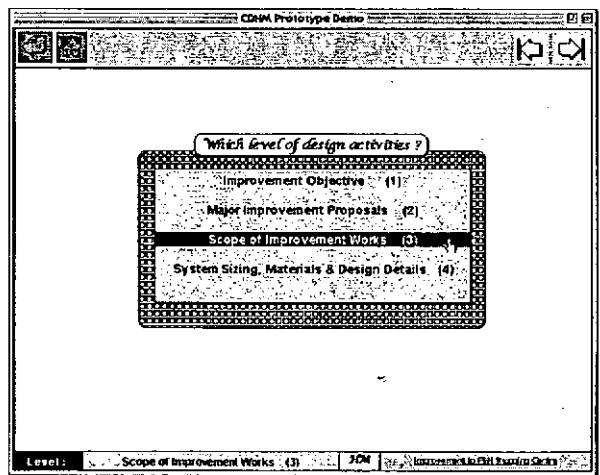 CDHM Prototype Demo
Which level of design activities ?
Improvement Objective (1)
Major Improvement Proposals (2)
Scope of Improvement Works (3)
System Sizing, Materials & Design Details (4)
Level: Scope of Improvement Works (3)